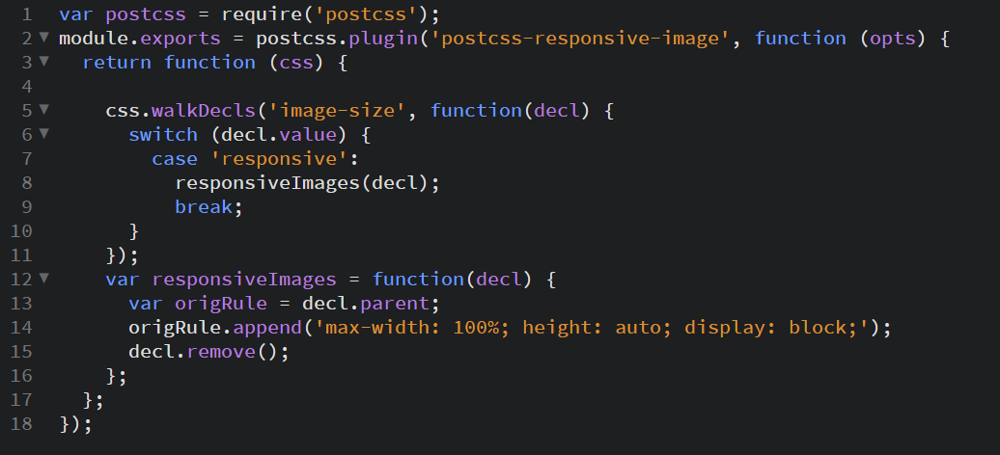 1 var postcss = require('postcss');
2 module.exports = postcss.plugin('postcss-responsive-image', function (opts) {
3   return function (css) {
4
5     css.walkDecls('image-size', function(decl) {
6       switch (decl.value) {
7         case 'responsive':
8           responsiveImages(decl);
9           break;
10       }
11     });
12     var responsiveImages = function(decl) {
13       var origRule = decl.parent;
14       origRule.append('max-width: 100%; height: auto; display: block;');
15       decl.remove();
16     };
17   };
18 });